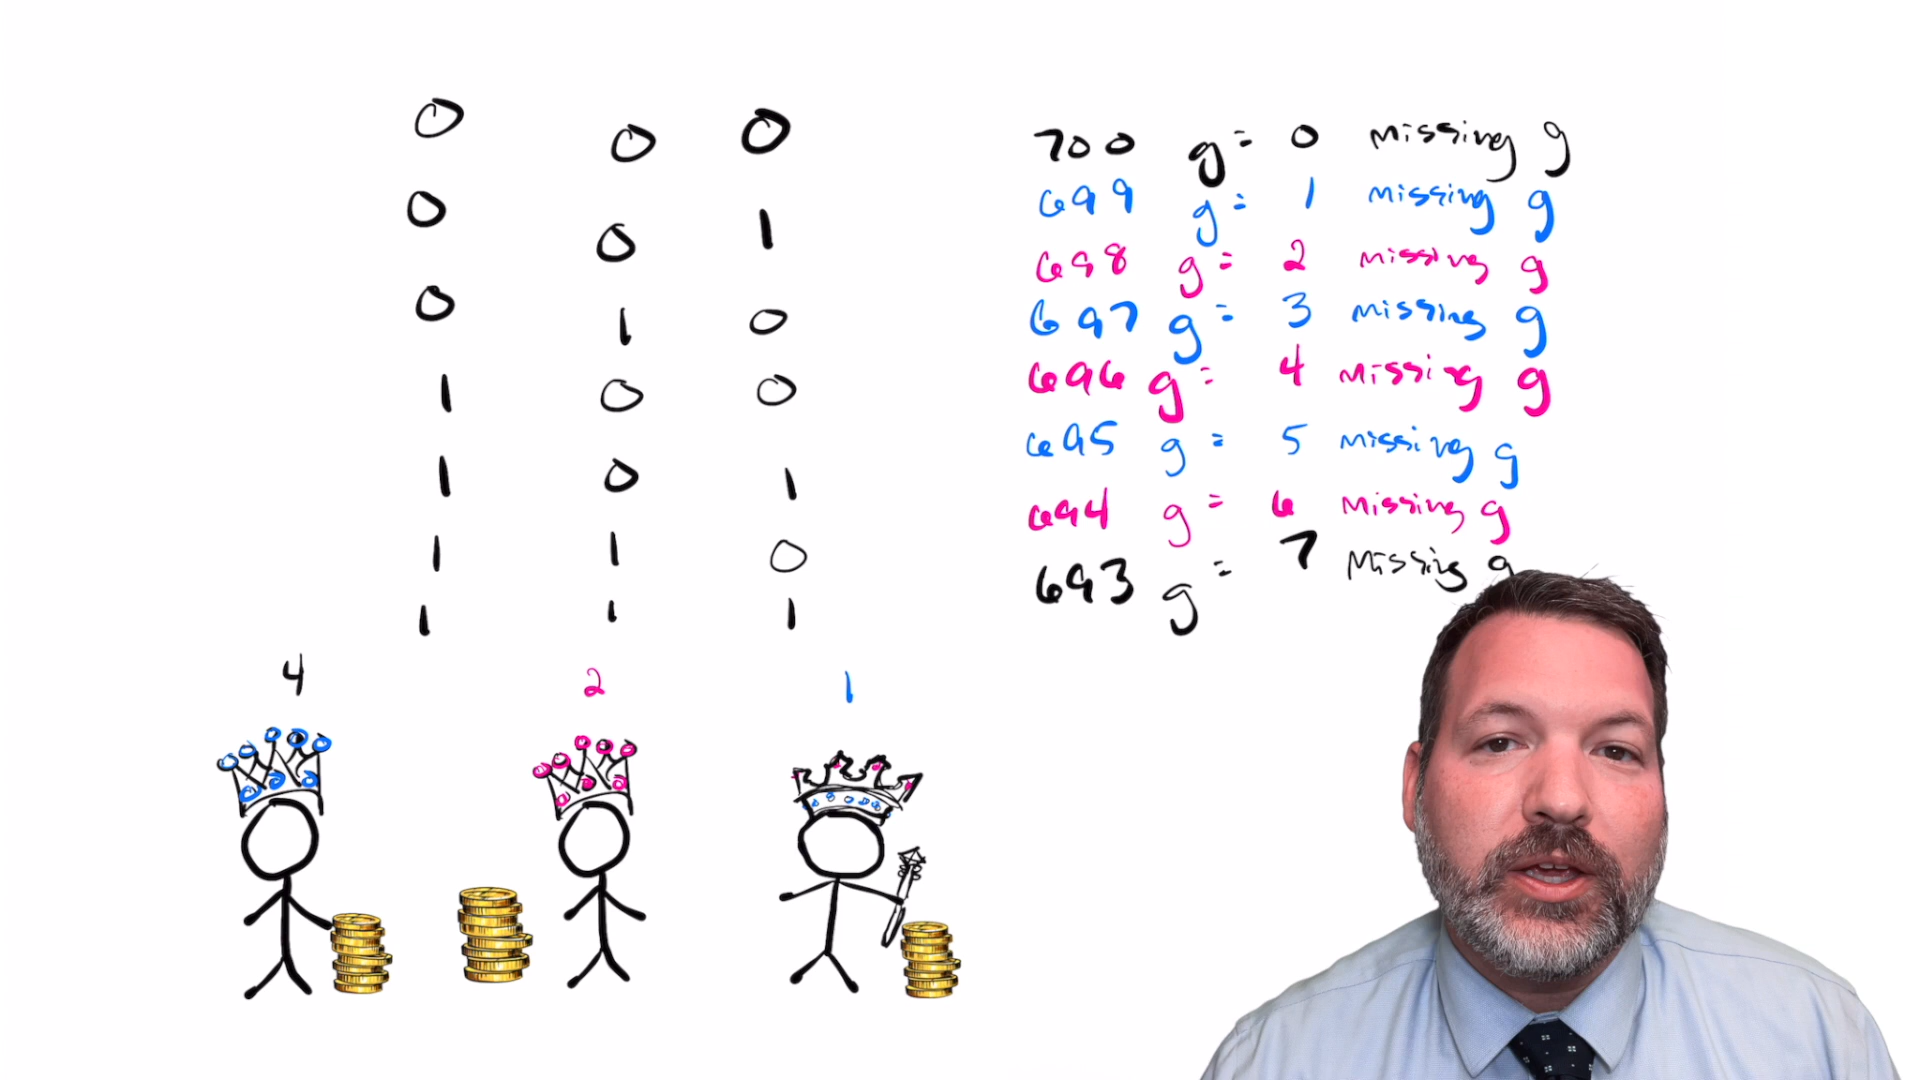 0 0 0
0 0 1
0 1 0
1 0 0
1 0 1
1 1 0
1 1 1
4 2 1
700 g = 0 missing g
699 g = 1 missing g
698 g = 2 missing g
697 g = 3 missing g
696 g = 4 missing g
695 g = 5 missing g
694 g = 6 missing g
693 g = 7 missing g